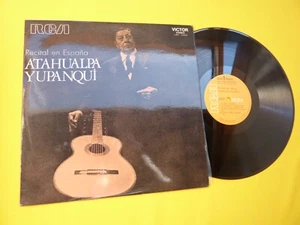 RCA
VICTOR
Recital en España
ATAHUALPA
YUPANQUI